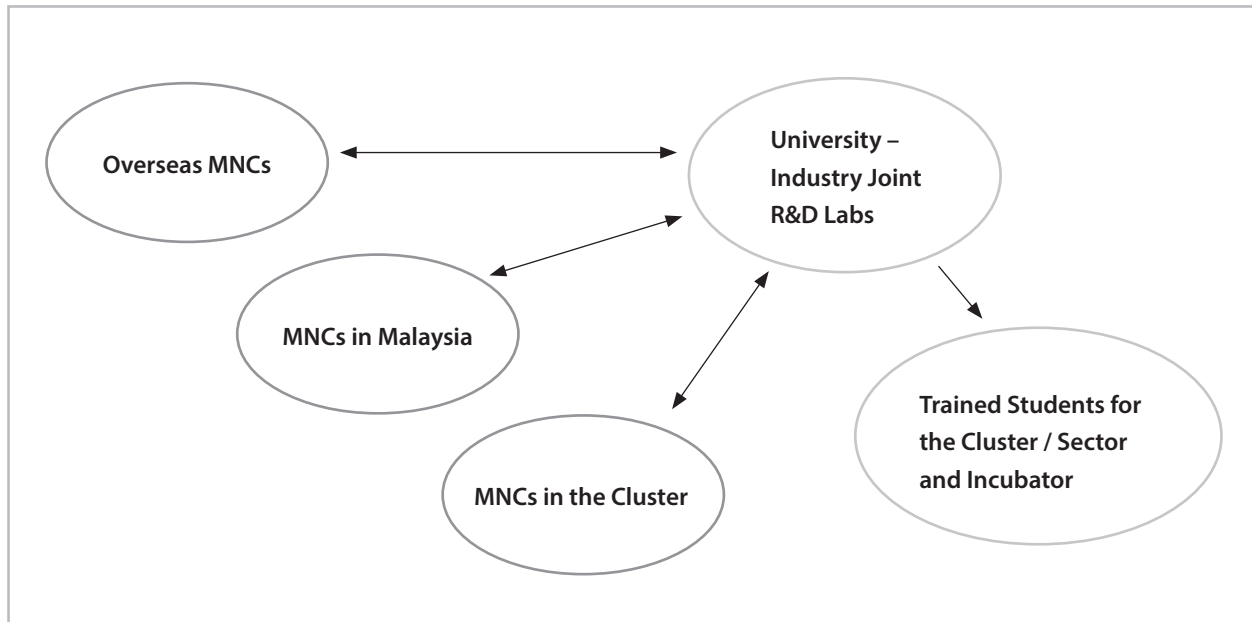 Overseas MNCs
University –
Industry Joint
R&D Labs
MNCs in Malaysia
MNCs in the Cluster
Trained Students for
the Cluster / Sector
and Incubator